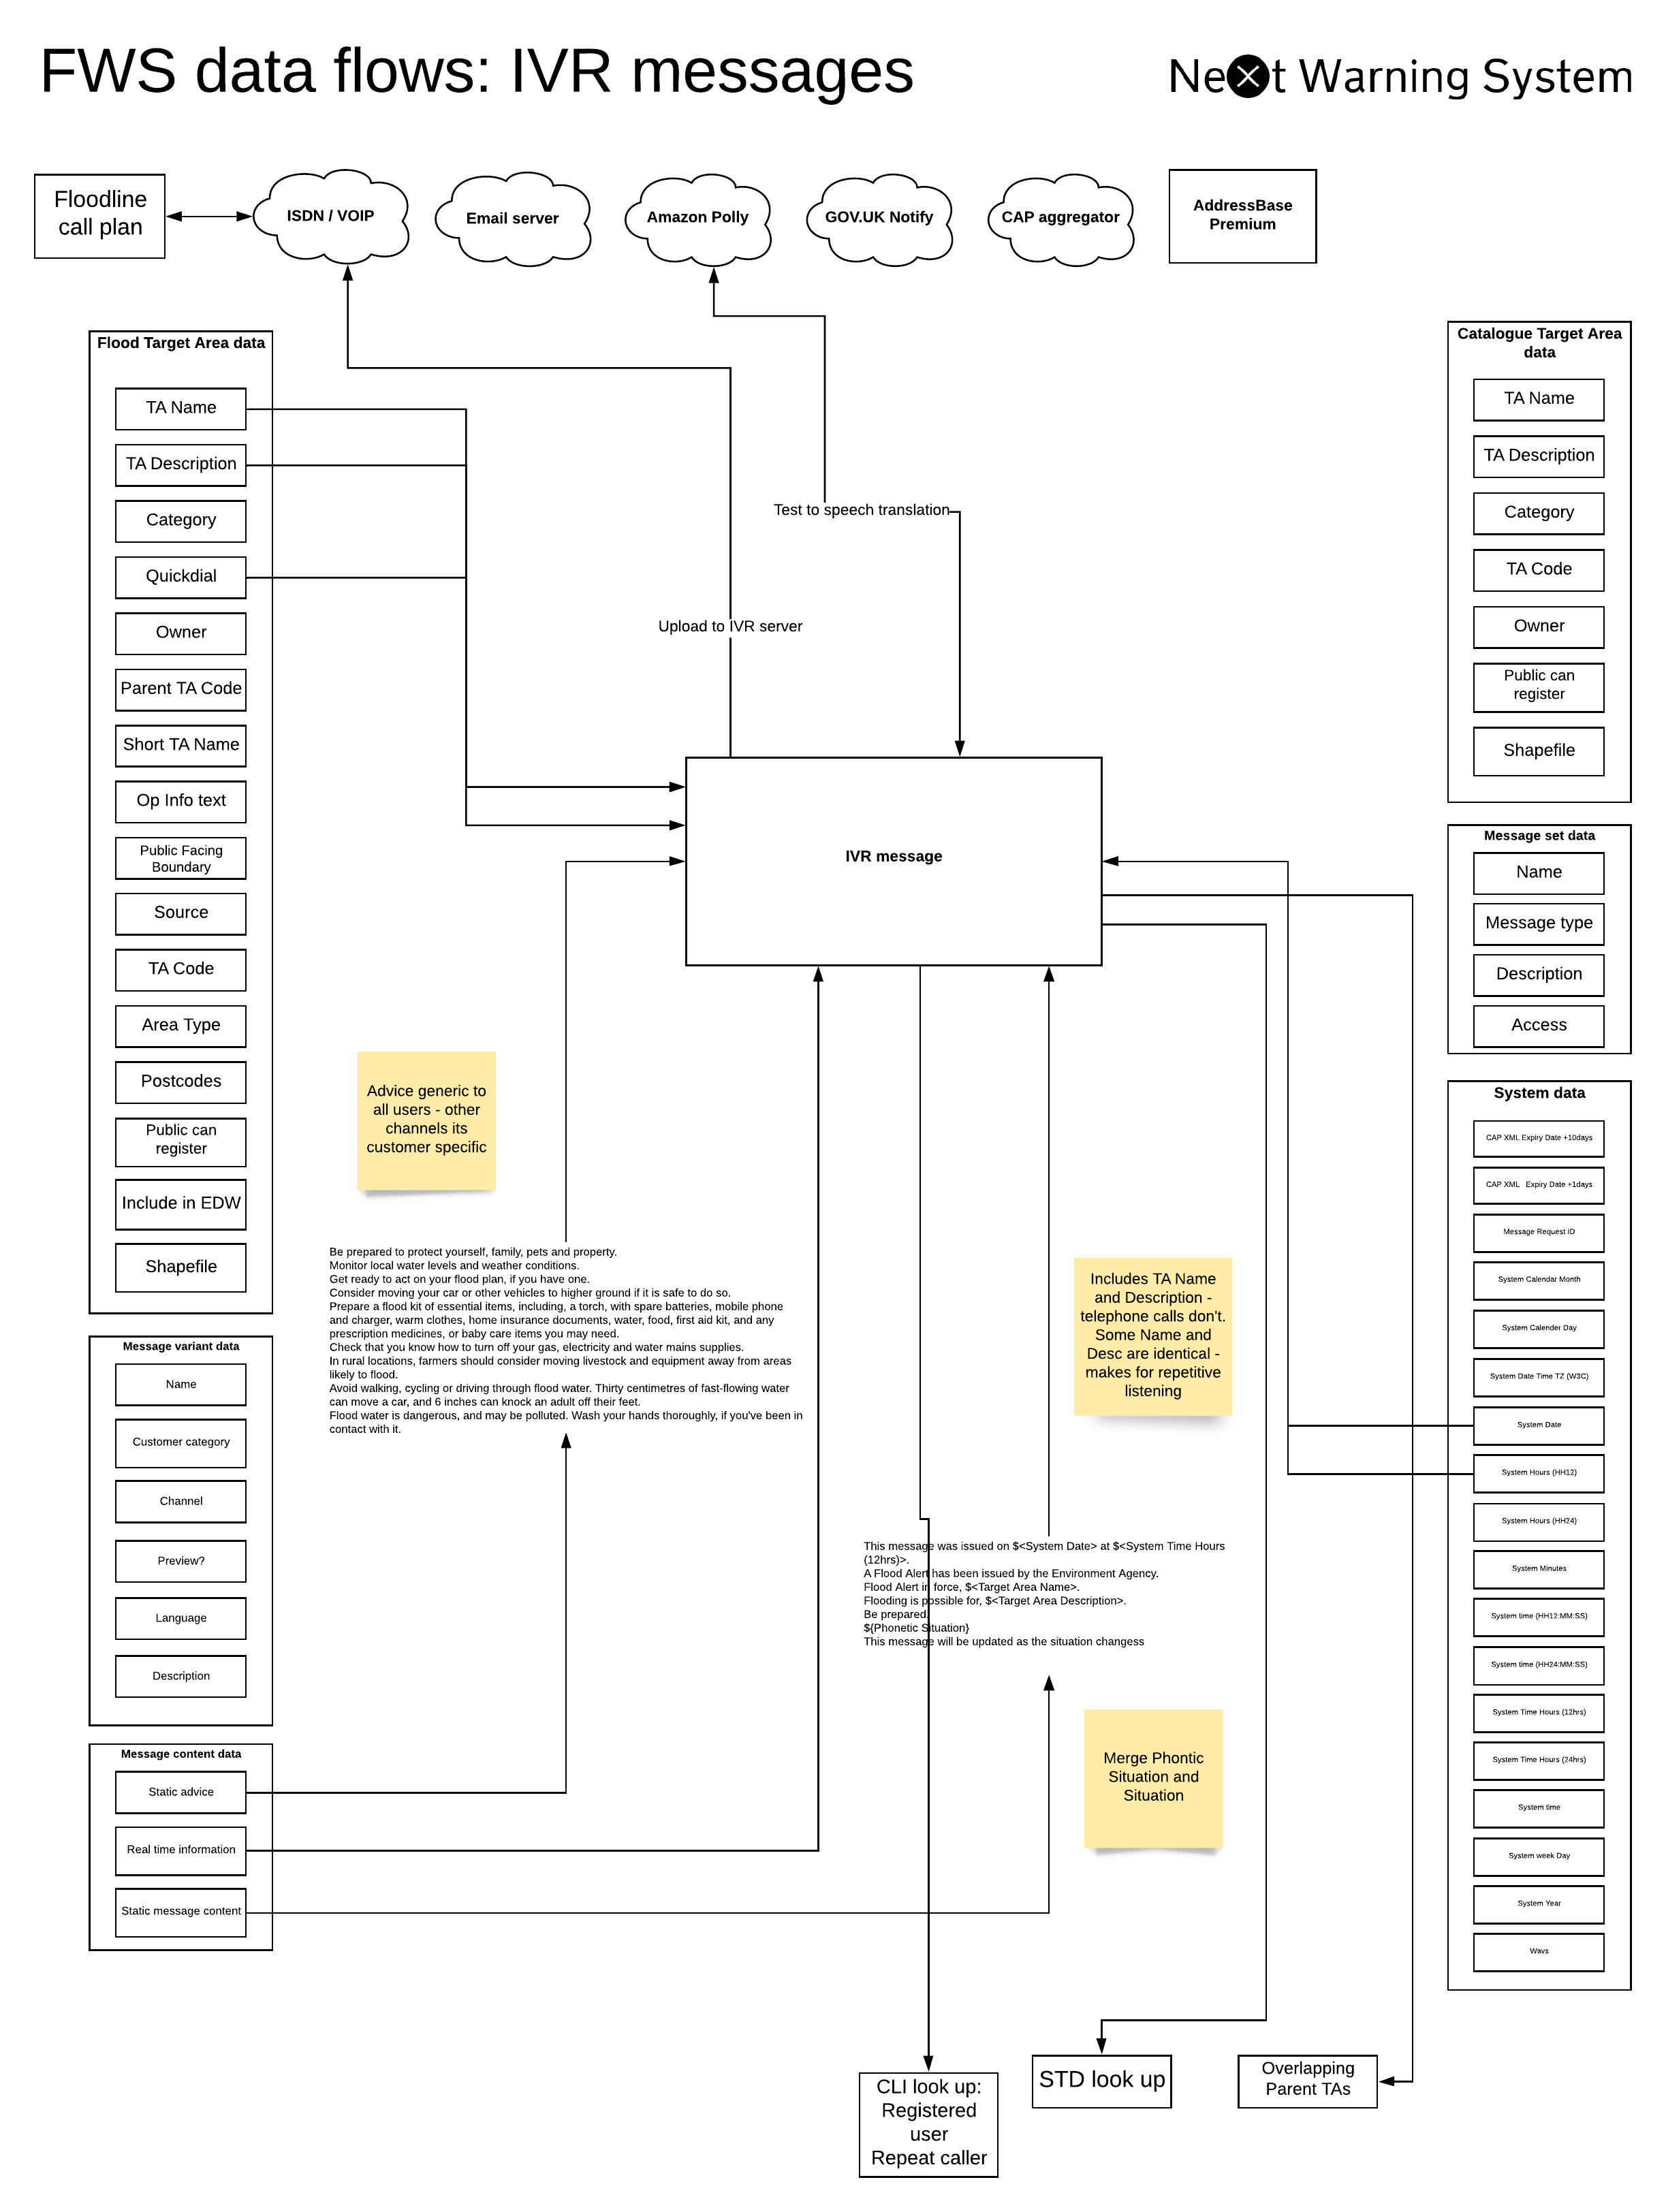 FWS data flows: IVR messages
Next Warning System
Floodline
call plan
ISDN / VOIP
Email server
Amazon Polly
GOV.UK Notify
CAP aggregator
AddressBase
Premium
Flood Target Area data
TA Name
TA Description
Category
Quickdial
Owner
Parent TA Code
Short TA Name
Op Info text
Public Facing
Boundary
Source
TA Code
Area Type
Postcodes
Public can
register
Include in EDW
Shapefile
Message variant data
Name
Customer category
Channel
Preview?
Language
Description
Message content data
Static advice
Real time information
Static message content
Test to speech translation
Upload to IVR server
IVR message
Advice generic to
all users - other
channels its
customer specific
Be prepared to protect yourself, family, pets and property.
Monitor local water levels and weather conditions.
Get ready to act on your flood plan, if you have one.
Consider moving your car or other vehicles to higher ground if it is safe to do so.
Prepare a flood kit of essential items, including, a torch, with spare batteries, mobile phone
and charger, warm clothes, home insurance documents, water, food, first aid kit, and any
prescription medicines, or baby care items you may need.
Check that you know how to turn off your gas, electricity and water mains supplies.
In rural locations, farmers should consider moving livestock and equipment away from areas
likely to flood.
Avoid walking, cycling or driving through flood water. Thirty centimetres of fast-flowing water
can move a car, and 6 inches can knock an adult off their feet.
Flood water is dangerous, and may be polluted. Wash your hands thoroughly, if you've been in
contact with it.
Includes TA Name
and Description -
telephone calls don't.
Some Name and
Desc are identical -
makes for repetitive
listening
This message was issued on $<System Date> at $<System Time Hours
(12hrs)>.
A Flood Alert has been issued by the Environment Agency.
Flood Alert in force, $<Target Area Name>.
Flooding is possible for, $<Target Area Description>.
Be prepared.
${Phonetic Situation}
This message will be updated as the situation changess
Merge Phontic
Situation and
Situation
CLI look up:
Registered
user
Repeat caller
STD look up
Overlapping
Parent TAs
Catalogue Target Area
data
TA Name
TA Description
Category
TA Code
Owner
Public can
register
Shapefile
Message set data
Name
Message type
Description
Access
System data
CAP XML Expiry Date +10days
CAP XML Expiry Date +1days
Message Request ID
System Calendar Month
System Calender Day
System Date Time TZ (W3C)
System Date
System Hours (HH12)
System Hours (HH24)
System Minutes
System time (HH12:MM:SS)
System time (HH24:MM:SS)
System Time Hours (12hrs)
System Time Hours (24hrs)
System time
System week Day
System Year
Wavs